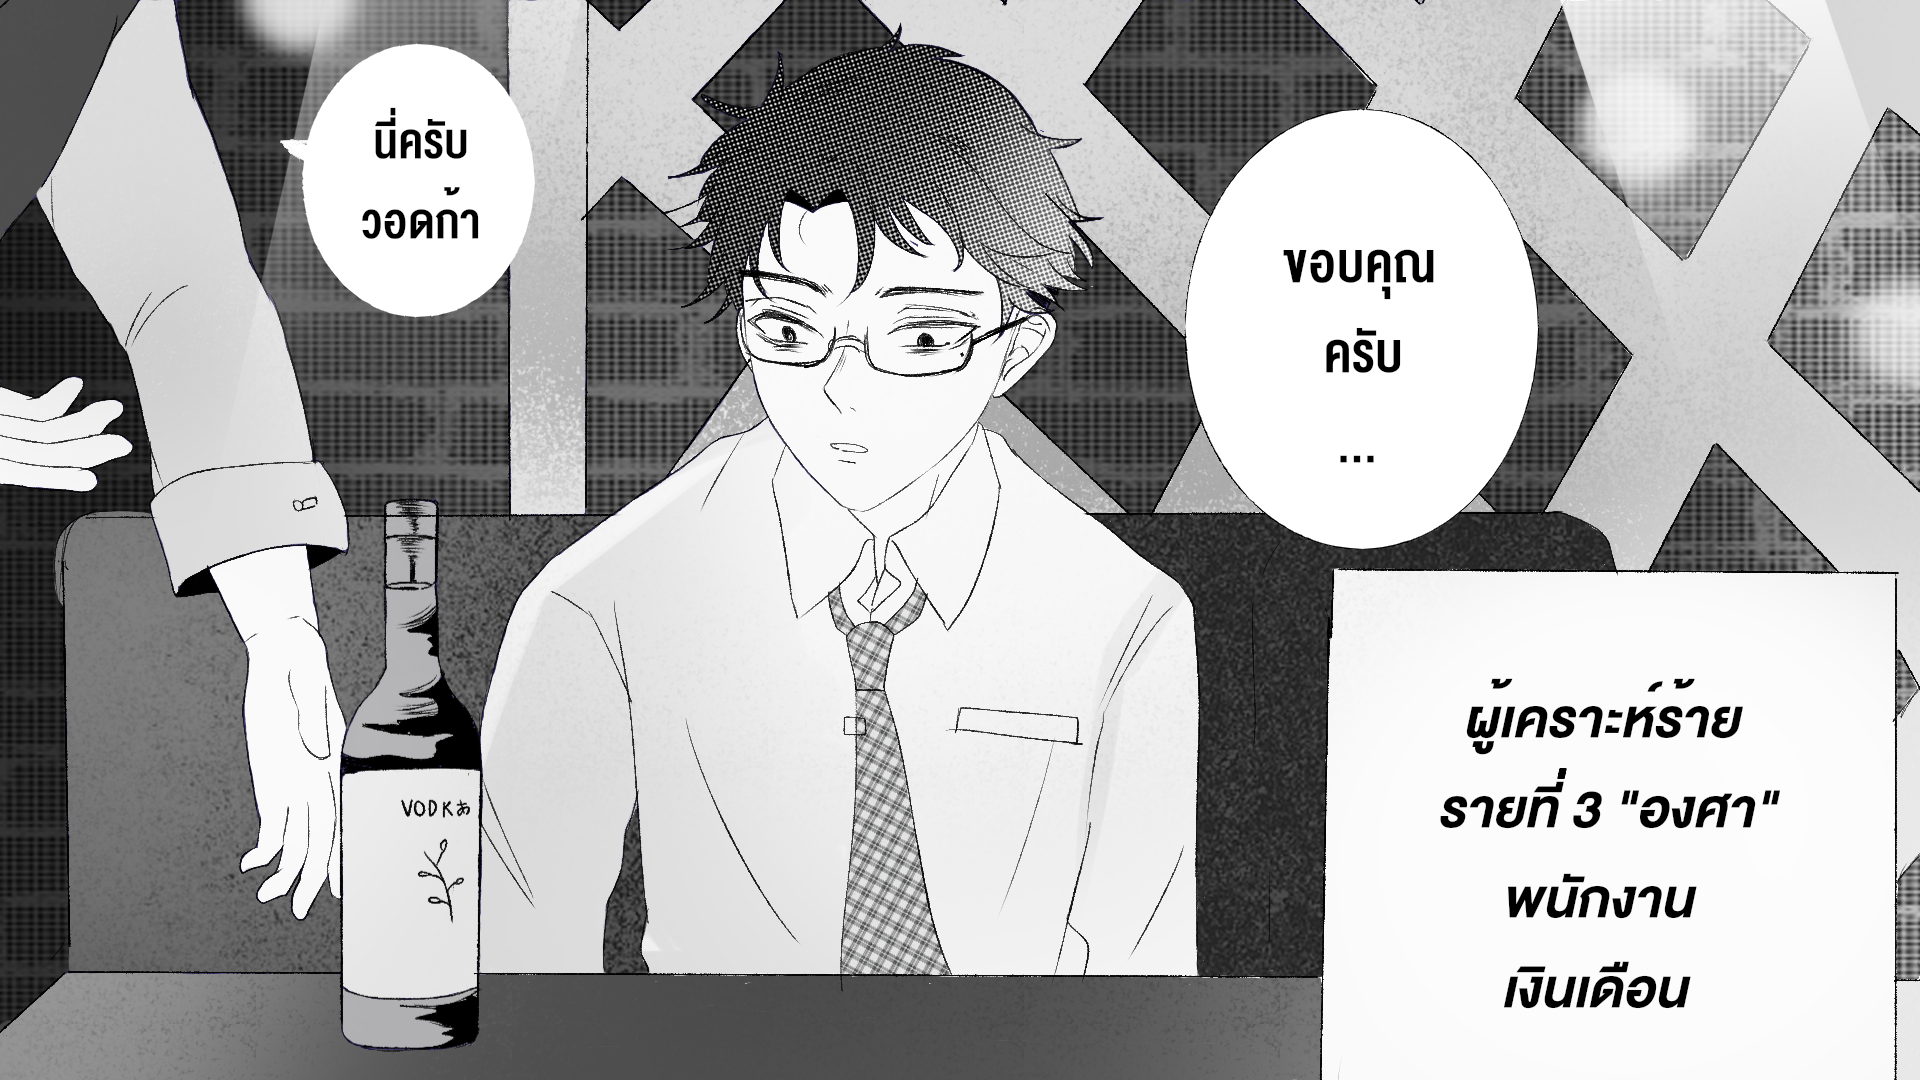 นี่ครับ
วอดก้า
ขอบคุณ
ครับ
...
VODKあ
ผู้เคราะห์ร้าย
รายที่ 3 "องศา"
พนักงาน
เงินเดือน